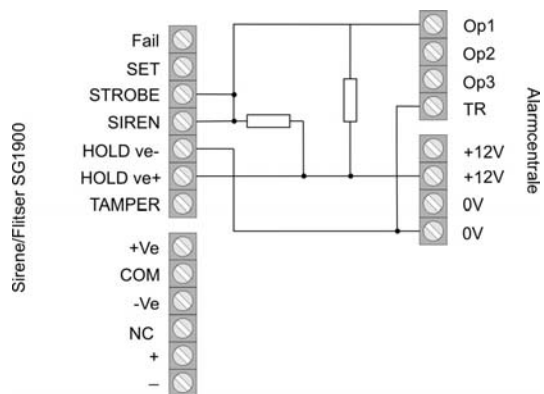 Sirene/Flitser SG1900
Fail
SET
STROBE
SIREN
HOLD ve-
HOLD ve+
TAMPER
+Ve
COM
-Ve
NC
+
–
Op1
Op2
Op3
TR
+12V
+12V
0V
0V
Alarmcentrale